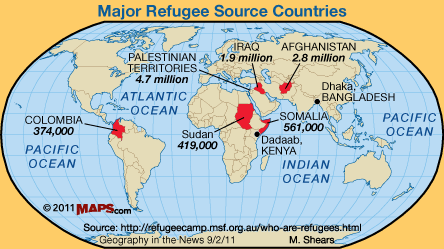 Major Refugee Source Countries
IRAQ
1.9 million
AFGHANISTAN
2.8 million
PALESTINIAN
TERRITORIES
4.7 million
Dhaka,
BANGLADESH
ATLANTIC
OCEAN
COLOMBIA
374,000
SOMALIA
561,000
PACIFIC
OCEAN
Sudan
419,000
Dadaab,
KENYA
PACIFIC
OCEAN
INDIAN
OCEAN
© 2011 MAPS.com
Source: http://refugeecamp.msf.org.au/who-are-refugees.html
Geography in the News 9/2/11 M. Shears